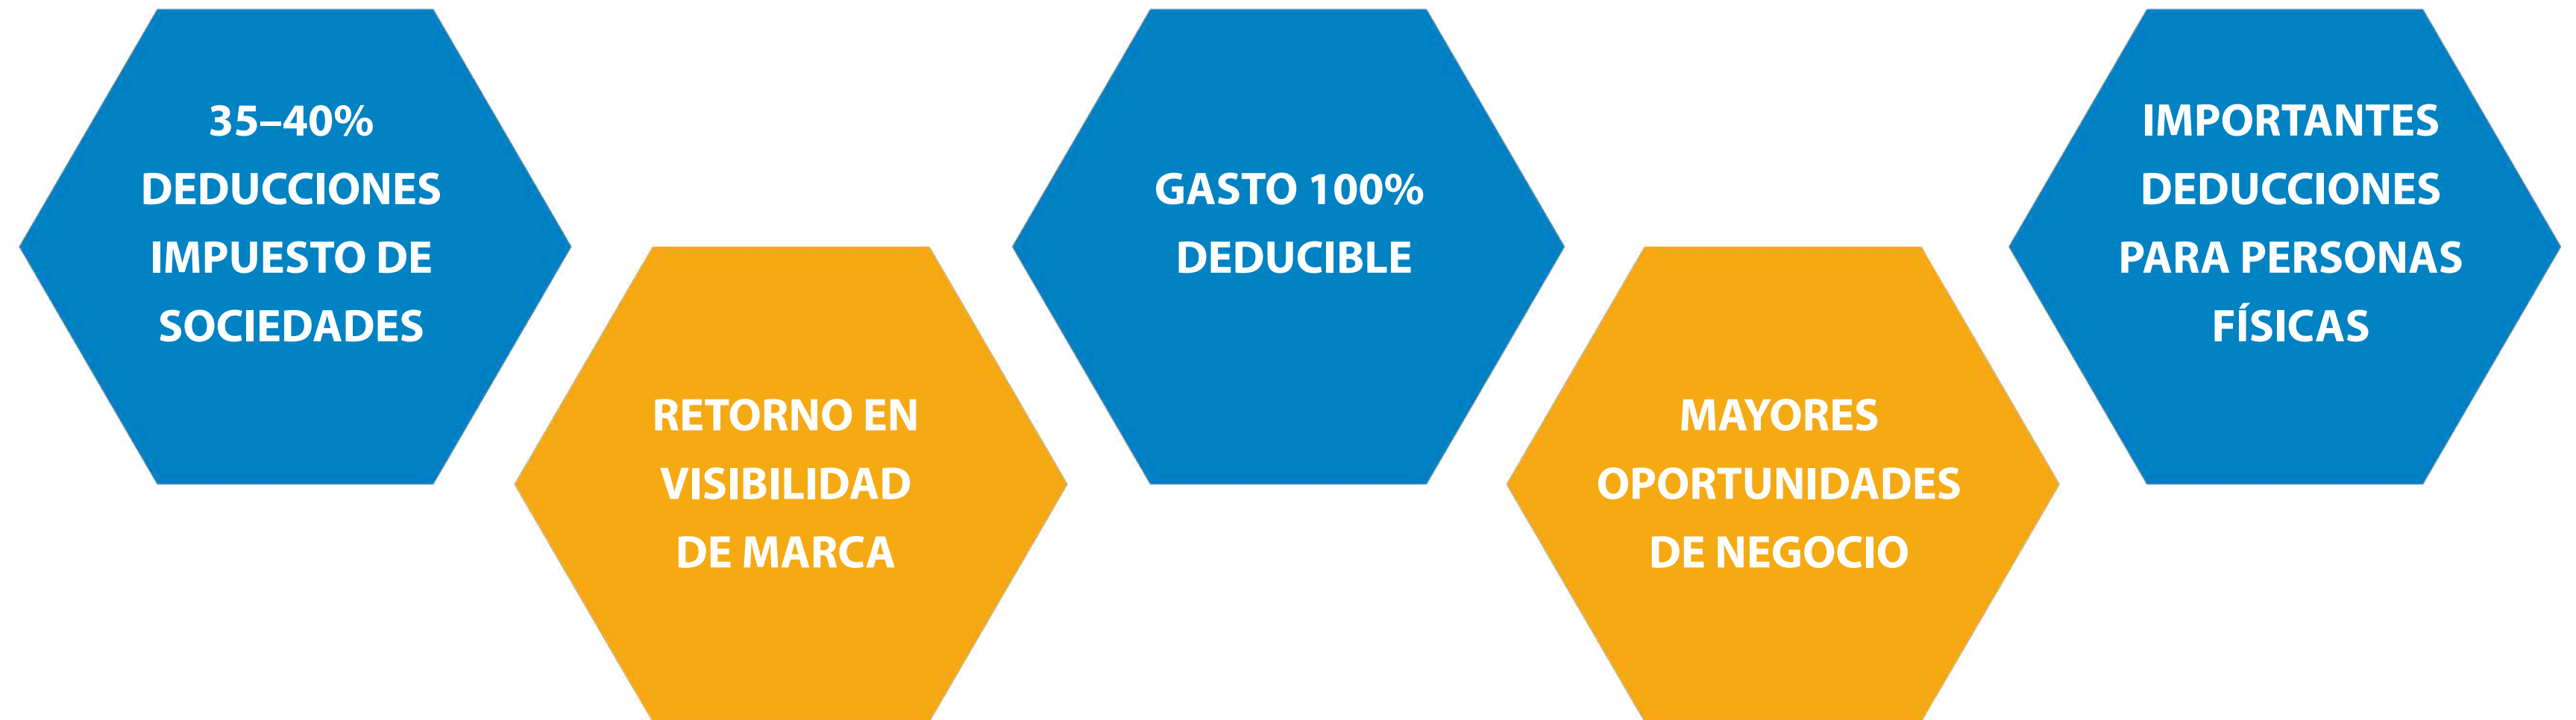 35–40%
DEDUCCIONES
IMPUESTO DE
SOCIEDADES
RETORNO EN
VISIBILIDAD
DE MARCA
GASTO 100%
DEDUCIBLE
MAYORES
OPORTUNIDADES
DE NEGOCIO
IMPORTANTES
DEDUCCIONES
PARA PERSONAS
FÍSICAS